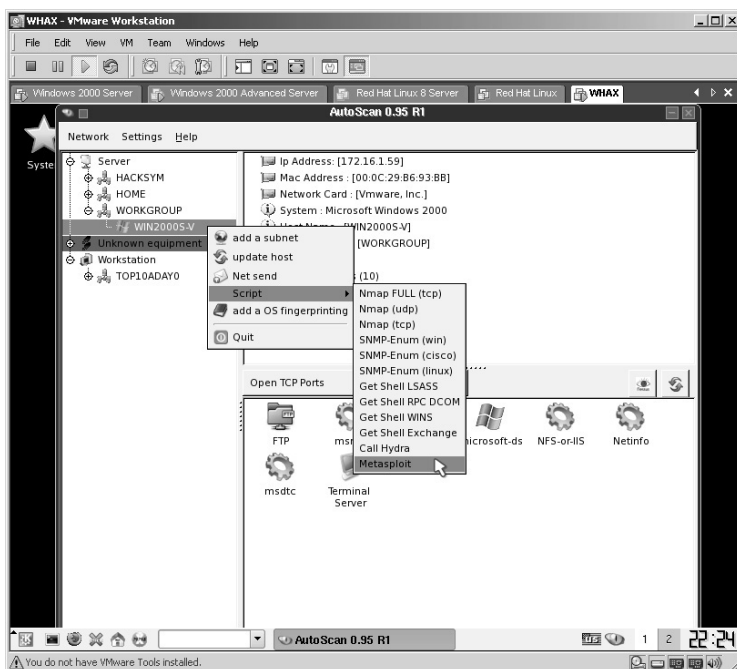 WHAX - VMware Workstation
File Edit View VM Team Windows Help
Windows 2000 Server Windows 2000 Advanced Server Red Hat Linux 8 Server Red Hat Linux WHAX
AutoScan 0.95 R1
Network Settings Help
Syste
Server
HACKSYM
HOME
WORKGROUP
WIN2000S-V
Unknown equipment
Workstation
TOP10ADAY0
Ip Address: [172.16.1.59]
Mac Address : [00:0C:29:B6:93:BB]
Network Card : [Vmware, Inc.]
System : Microsoft Windows 2000
[WIN2000S-V]
[WORKGROUP]
(10)
add a subnet
update host
Net send
Script
add a OS fingerprinting
Quit
Nmap FULL (tcp)
Nmap (udp)
Nmap (tcp)
SNMP-Enum (win)
SNMP-Enum (cisco)
SNMP-Enum (linux)
Get Shell LSASS
Get Shell RPC DCOM
Get Shell WINS
Get Shell Exchange
Call Hydra
Metasploit
Open TCP Ports
FTP icrosoft-ds NFS-or-IIS Netinfo
msdtc Terminal Server
AutoScan 0.95 R1
1 2 22:24
You do not have VMware Tools installed.